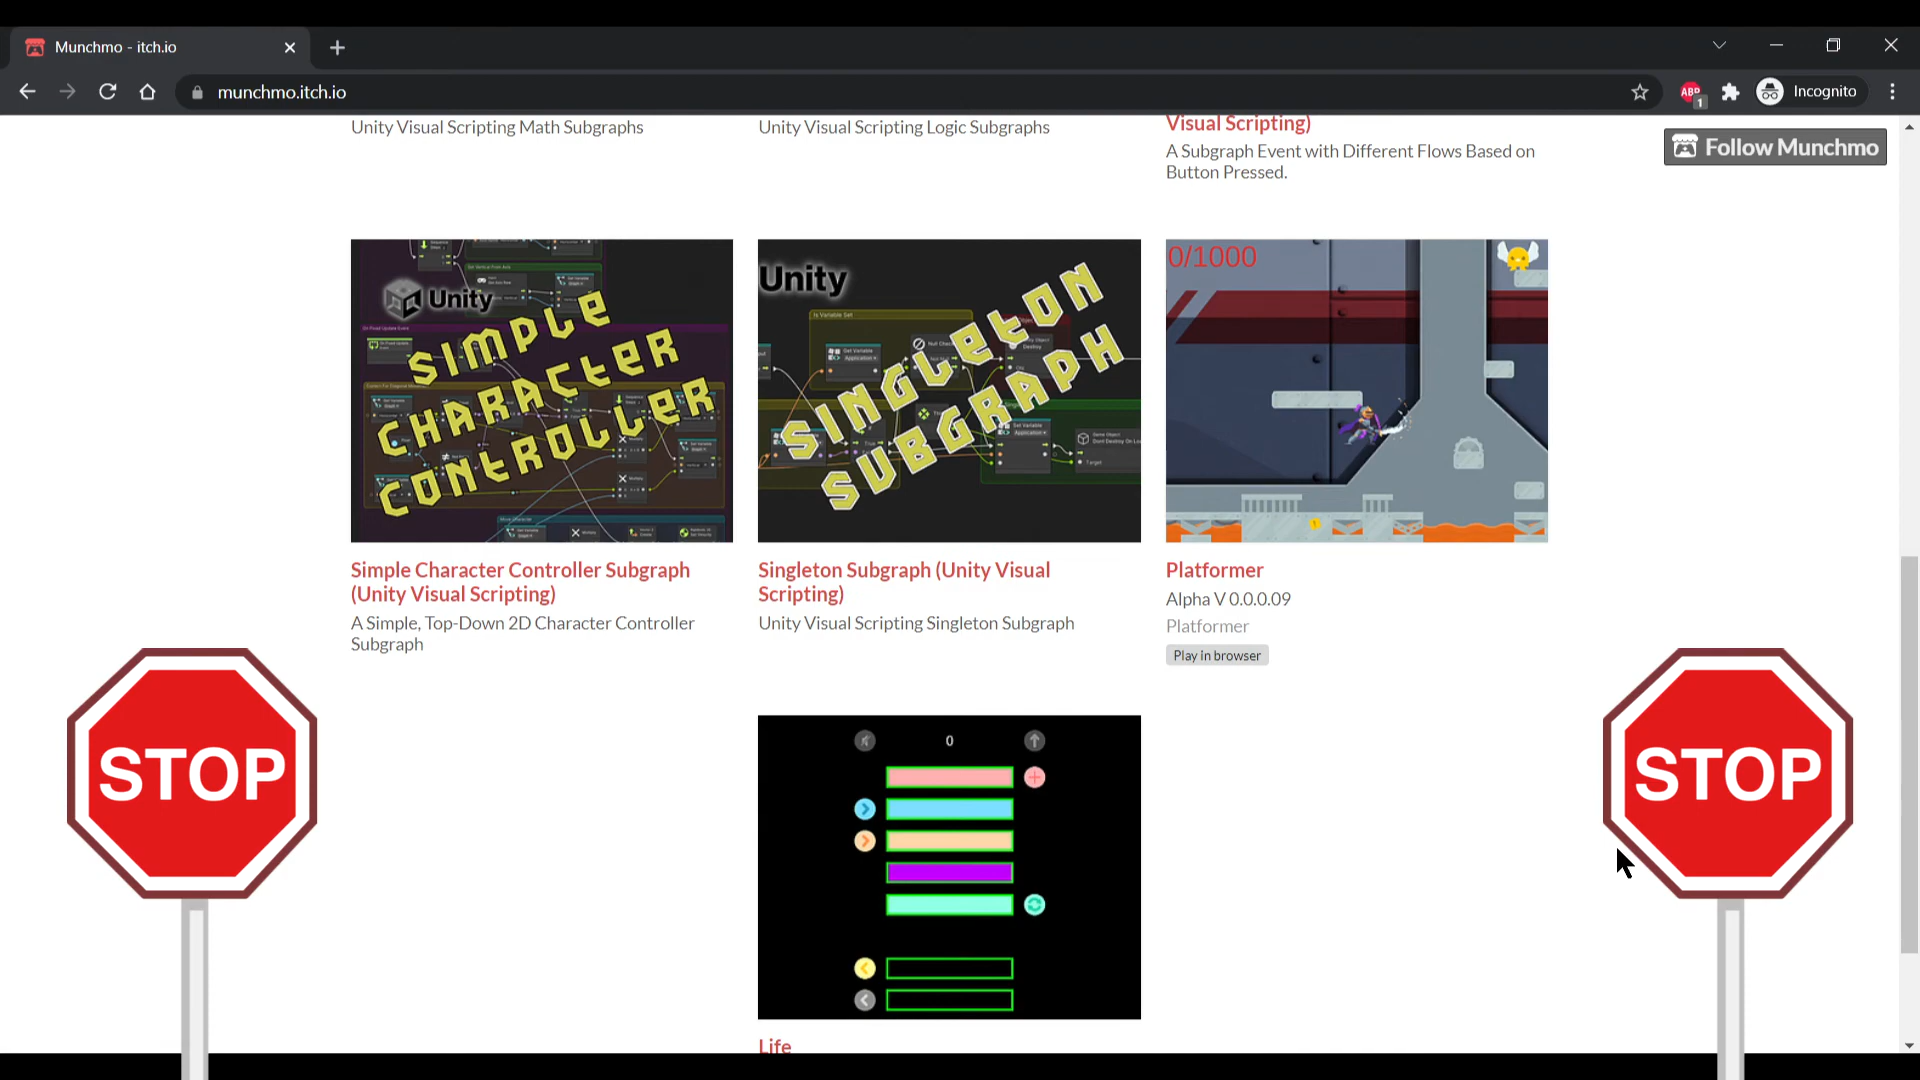 Munchmo - itch.io
munchmo.itch.io
ABP
1
Incognito
Unity Visual Scripting Math Subgraphs
Unity Visual Scripting Logic Subgraphs
Visual Scripting)
A Subgraph Event with Different Flows Based on
Button Pressed.
Follow Munchmo
Unity
SIMPLE
CHARACTER
CONTROLLER
Unity
SINGLETON
SUBGRAPH
0/1000
Simple Character Controller Subgraph
(Unity Visual Scripting)
A Simple, Top-Down 2D Character Controller
Subgraph
Singleton Subgraph (Unity Visual
Scripting)
Unity Visual Scripting Singleton Subgraph
Platformer
Alpha V 0.0.0.09
Platformer
Play in browser
STOP
STOP
0
Life